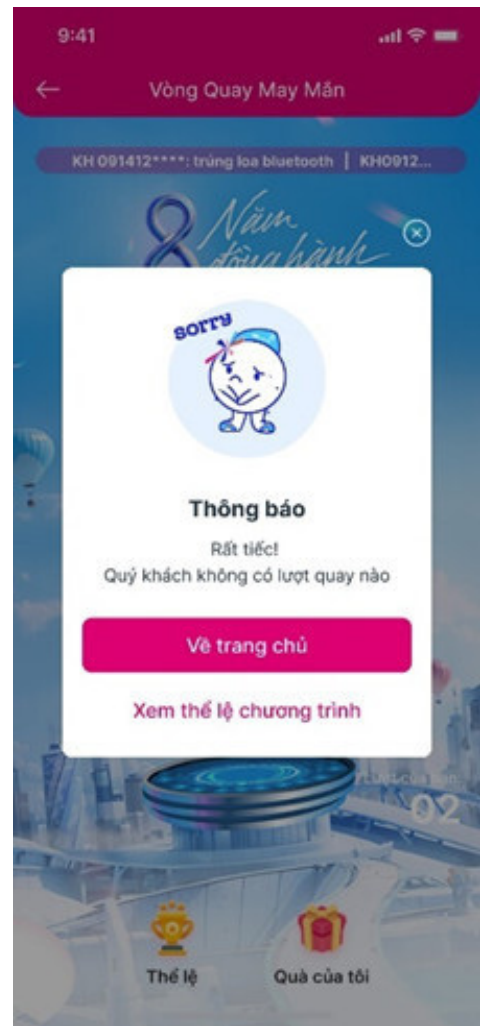 9:41
Vòng Quay May Mắn
KH 091412****: trúng loa bluetooth | KH0912...
8 Năm
đồng hành
sorry
Thông báo
Rất tiếc!
Quý khách không có lượt quay nào
Về trang chủ
Xem thể lệ chương trình
02
Thể lệ
Quà của tôi